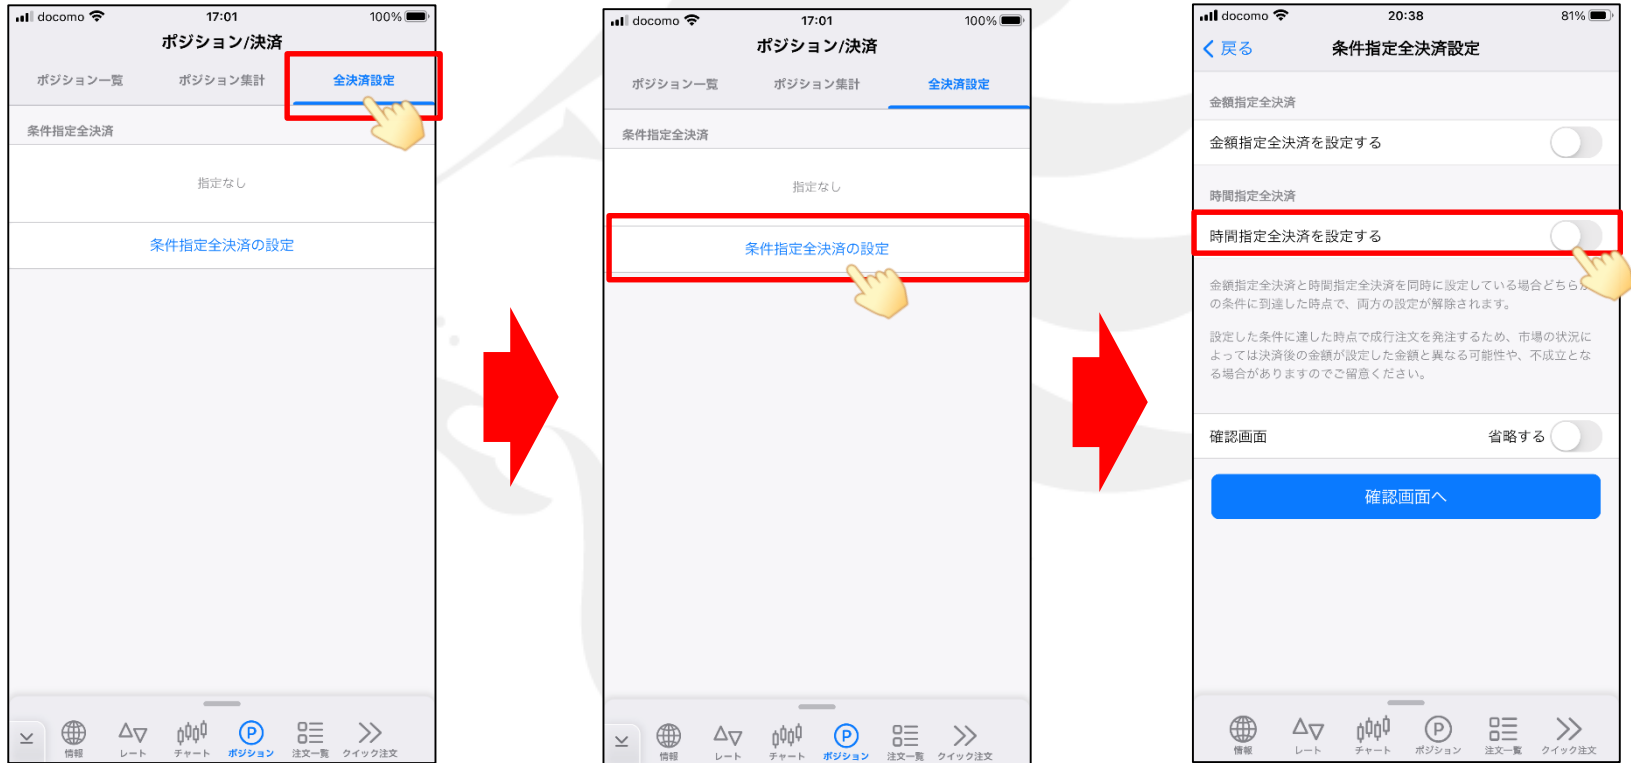 docomo 17:01 100%
ポジション/決済
ポジション一覧 ポジション集計 全決済設定
条件指定全決済
指定なし
条件指定全決済の設定
情報 レート チャート ポジション 注文一覧 クイック注文
docomo 17:01 100%
ポジション/決済
ポジション一覧 ポジション集計 全決済設定
条件指定全決済
指定なし
条件指定全決済の設定
情報 レート チャート ポジション 注文一覧 クイック注文
docomo 20:38 81%
戻る 条件指定全決済設定
金額指定全決済
金額指定全決済を設定する
時間指定全決済
時間指定全決済を設定する
金額指定全決済と時間指定全決済を同時に設定している場合どちらか
の条件に到達した時点で、両方の設定が解除されます。
設定した条件に達した時点で成行注文を発注するため、市場の状況に
よっては決済後の金額が設定した金額と異なる可能性や、不成立とな
る場合がありますのでご留意ください。
確認画面 省略する
確認画面へ
情報 レート チャート ポジション 注文一覧 クイック注文